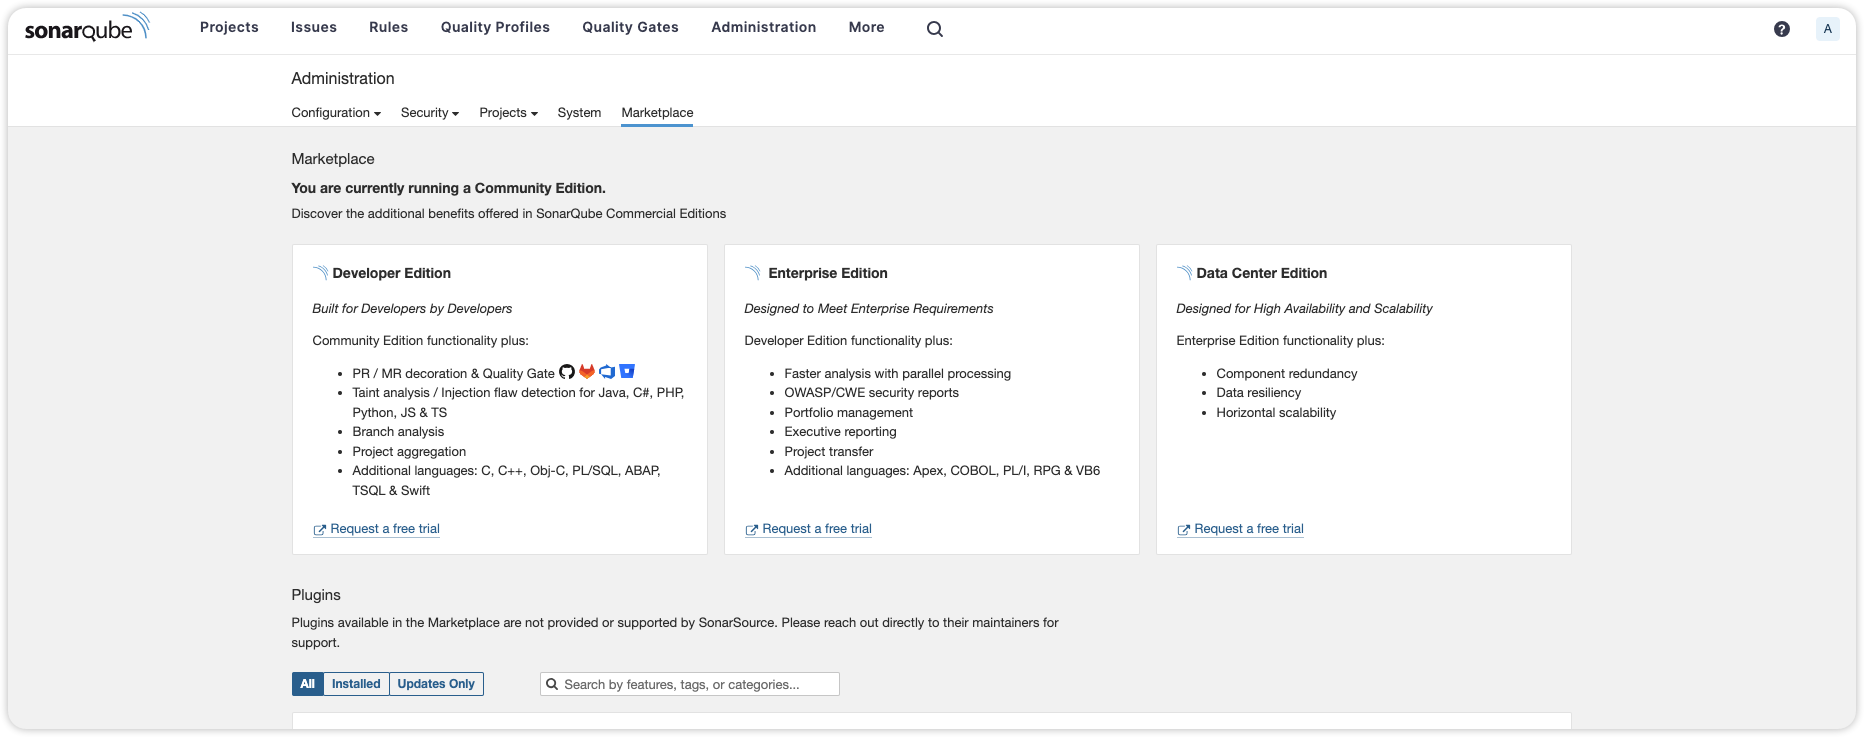 sonarqube Projects Issues Rules Quality Profiles Quality Gates Administration More ? A
Administration
Configuration Security Projects System Marketplace
Marketplace
You are currently running a Community Edition.
Discover the additional benefits offered in SonarQube Commercial Editions
Developer Edition
Built for Developers by Developers
Community Edition functionality plus:
• PR / MR decoration & Quality Gate
• Taint analysis / Injection flaw detection for Java, C#, PHP,
Python, JS & TS
• Branch analysis
• Project aggregation
• Additional languages: C, C++, Obj-C, PL/SQL, ABAP,
TSQL & Swift
Request a free trial
Enterprise Edition
Designed to Meet Enterprise Requirements
Developer Edition functionality plus:
• Faster analysis with parallel processing
• OWASP/CWE security reports
• Portfolio management
• Executive reporting
• Project transfer
• Additional languages: Apex, COBOL, PL/I, RPG & VB6
Request a free trial
Data Center Edition
Designed for High Availability and Scalability
Enterprise Edition functionality plus:
• Component redundancy
• Data resiliency
• Horizontal scalability
Request a free trial
Plugins
Plugins available in the Marketplace are not provided or supported by SonarSource. Please reach out directly to their maintainers for
support.
All Installed Updates Only Search by features, tags, or categories...